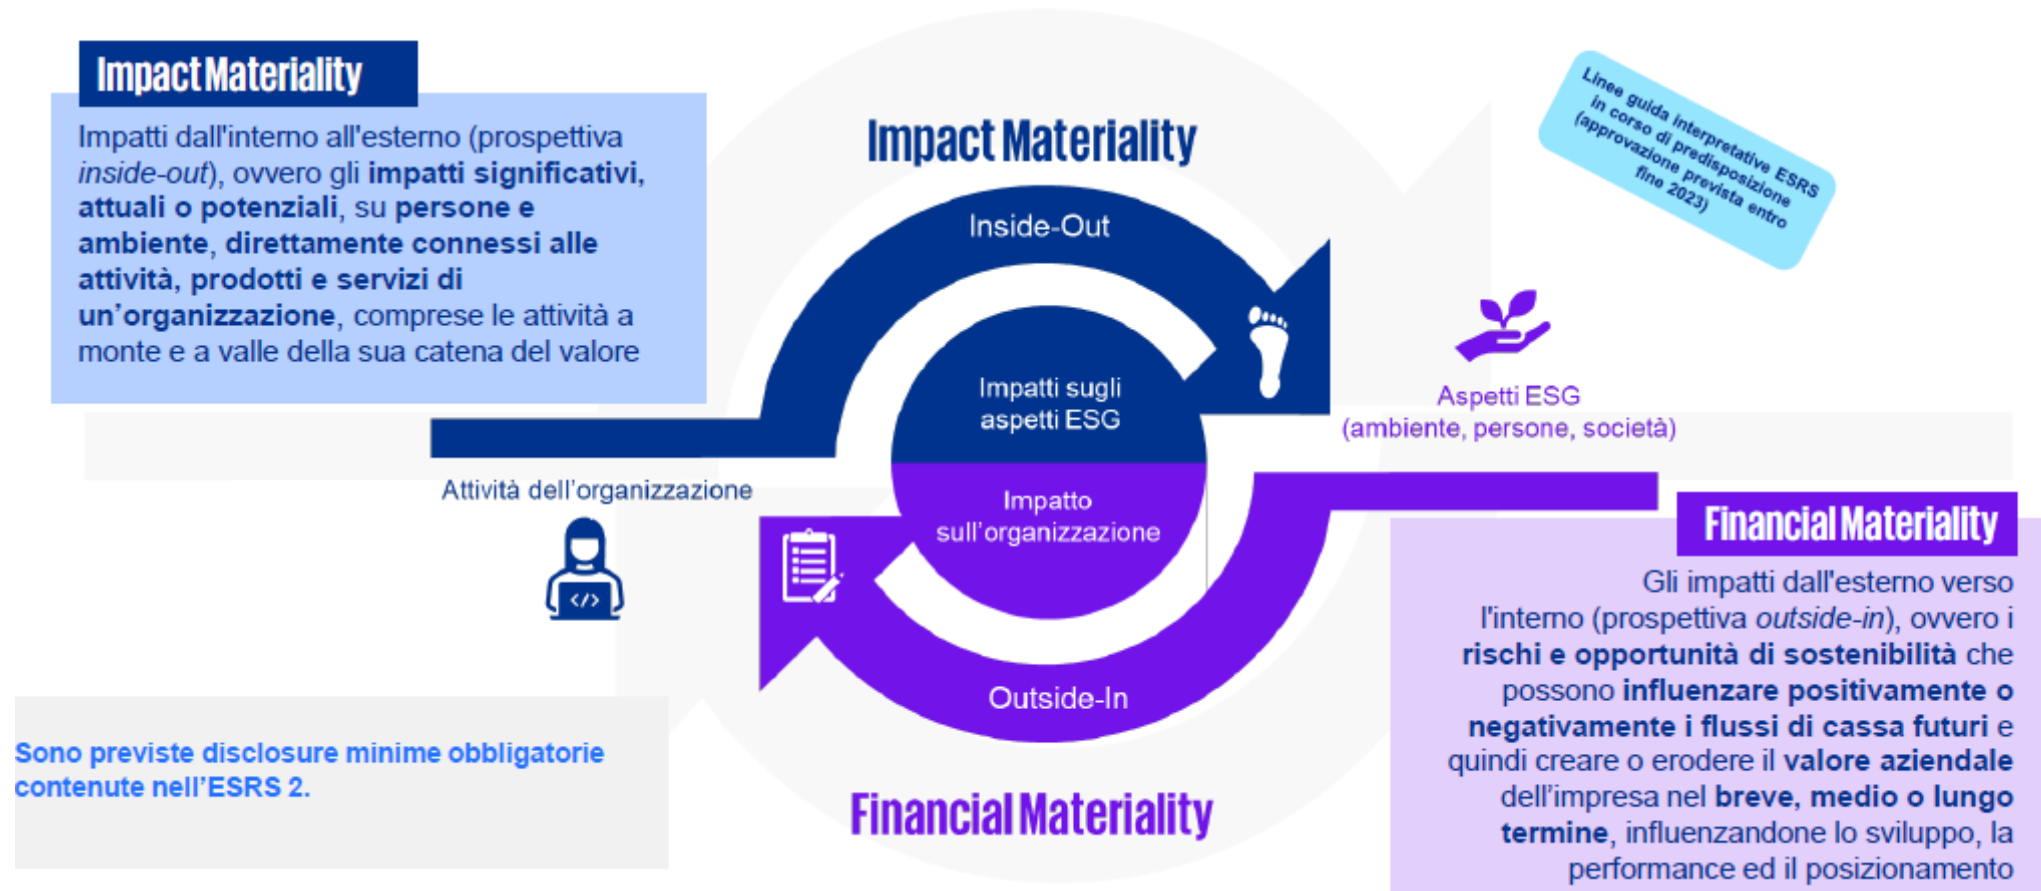 Impact Materiality
Impatti dall'interno all'esterno (prospettiva
inside-out), ovvero gli impatti significativi,
attuali o potenziali, su persone e
ambiente, direttamente connessi alle
attività, prodotti e servizi di
un'organizzazione, comprese le attività a
monte e a valle della sua catena del valore
Impact Materiality
Inside-Out
Impatti sugli
aspetti ESG
Impatto
sull'organizzazione
Outside-In
Financial Materiality
Attività dell'organizzazione
</>
Linee guida interpretative ESRS
in corso di predisposizione
(approvazione prevista entro
fine 2023)
Aspetti ESG
(ambiente, persone, società)
Financial Materiality
Gli impatti dall'esterno verso
l'interno (prospettiva outside-in), ovvero i
rischi e opportunità di sostenibilità che
possono influenzare positivamente o
negativamente i flussi di cassa futuri e
quindi creare o erodere il valore aziendale
dell'impresa nel breve, medio o lungo
termine, influenzandone lo sviluppo, la
performance ed il posizionamento
Sono previste disclosure minime obbligatorie
contenute nell'ESRS 2.